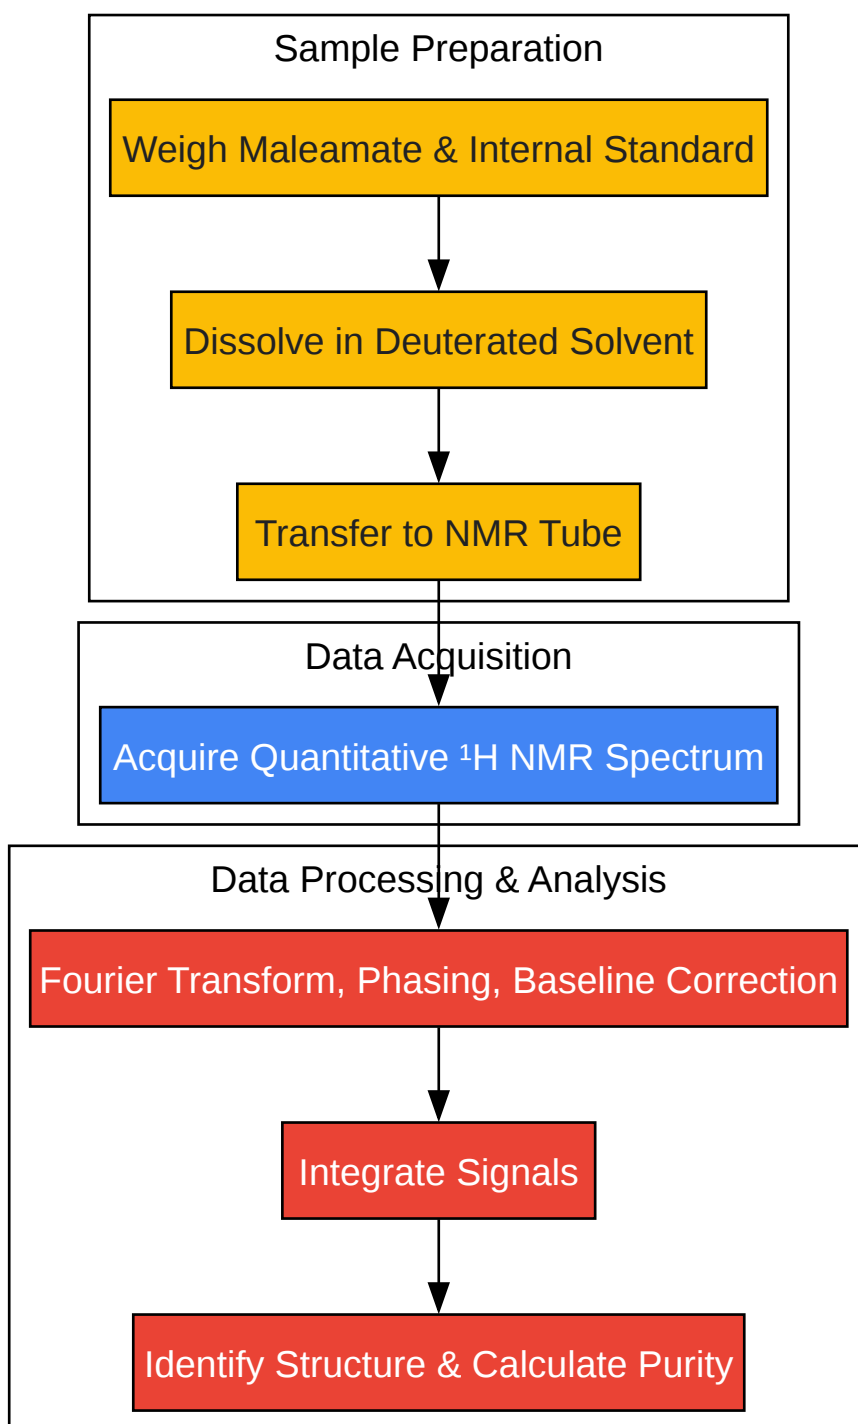 Sample Preparation
Weigh Maleamate & Internal Standard
Dissolve in Deuterated Solvent
Transfer to NMR Tube
Data Acquisition
Acquire Quantitative ¹H NMR Spectrum
Data Processing & Analysis
Fourier Transform, Phasing, Baseline Correction
Integrate Signals
Identify Structure & Calculate Purity